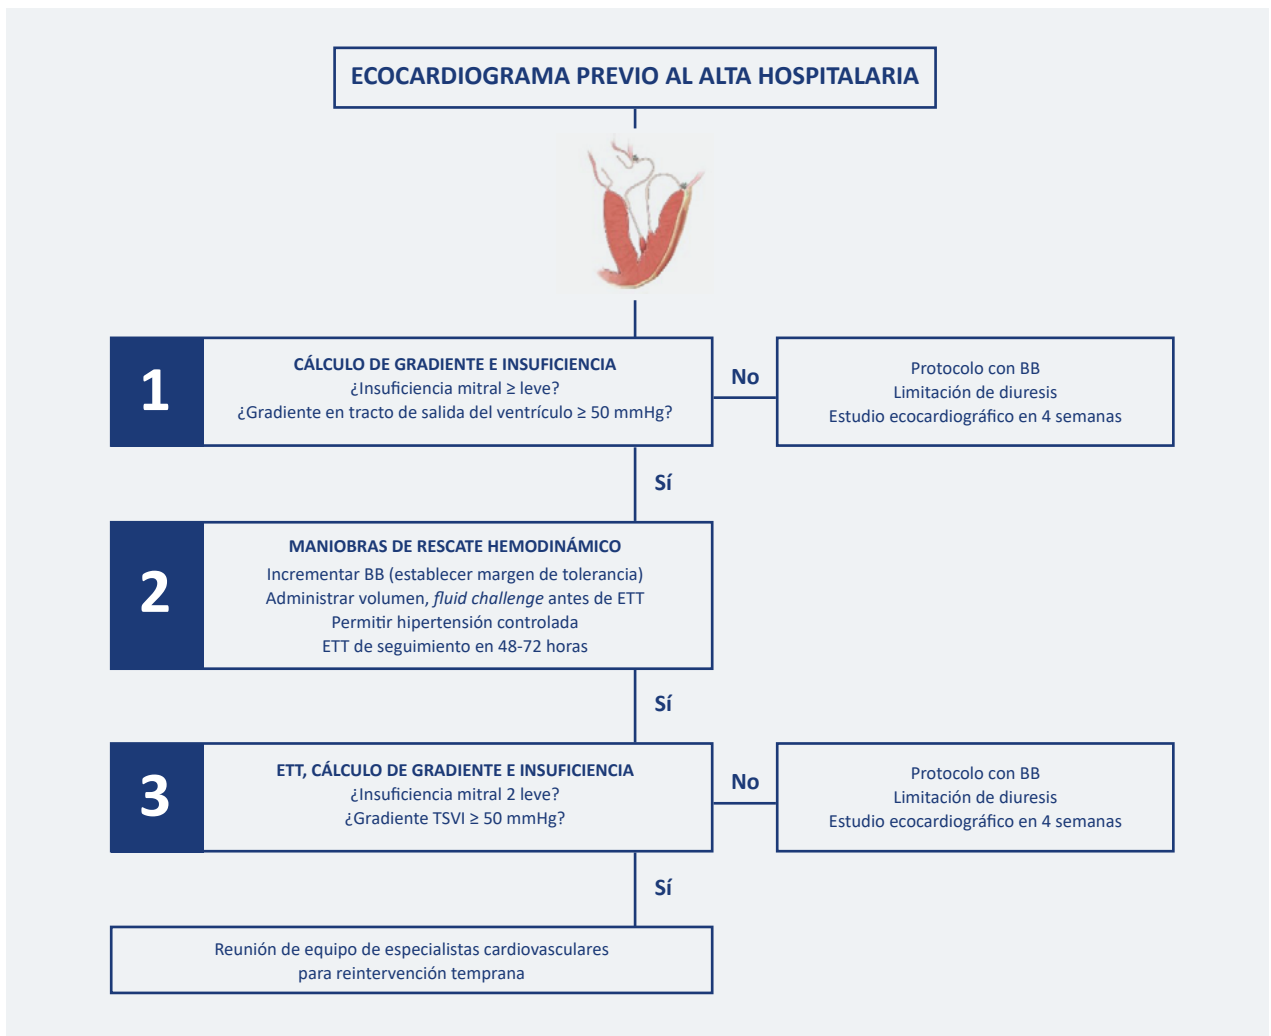 ECOCARDIOGRAMA PREVIO AL ALTA HOSPITALARIA
1
CÁLCULO DE GRADIENTE E INSUFICIENCIA
¿Insuficiencia mitral ≥ leve?
¿Gradiente en tracto de salida del ventrículo ≥ 50 mmHg?
No
Protocolo con BB
Limitación de diuresis
Estudio ecocardiográfico en 4 semanas
Sí
2
MANIOBRAS DE RESCATE HEMODINÁMICO
Incrementar BB (establecer margen de tolerancia)
Administrar volumen, fluid challenge antes de ETT
Permitir hipertensión controlada
ETT de seguimiento en 48-72 horas
Sí
3
ETT, CÁLCULO DE GRADIENTE E INSUFICIENCIA
¿Insuficiencia mitral 2 leve?
¿Gradiente TSVI ≥ 50 mmHg?
No
Protocolo con BB
Limitación de diuresis
Estudio ecocardiográfico en 4 semanas
Sí
Reunión de equipo de especialistas cardiovasculares
para reintervención temprana